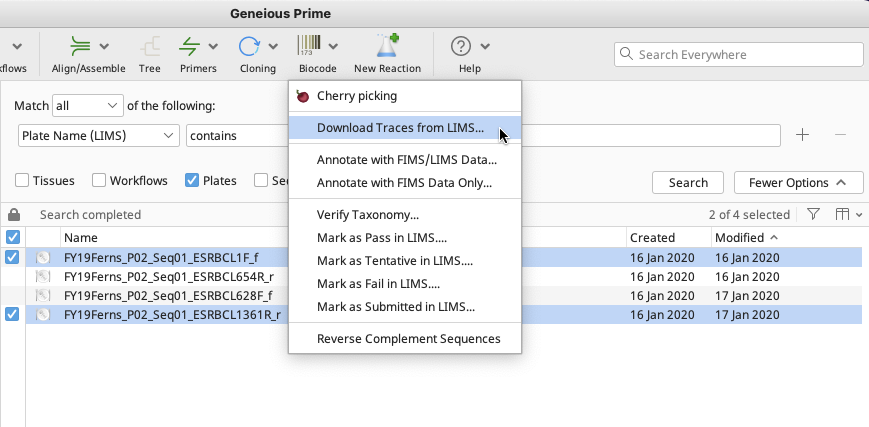 Geneious Prime
flows Align/Assemble Tree Primers Cloning 173 Biocode New Reaction ? Help Search Everywhere
Match all of the following:
Plate Name (LIMS) contains
Tissues Workflows Plates Se Search Fewer Options
Search completed 2 of 4 selected
Name Created Modified
FY19Ferns_P02_Seq01_ESRBCL1F_f 16 Jan 2020 16 Jan 2020
FY19Ferns_P02_Seq01_ESRBCL654R_r 16 Jan 2020 16 Jan 2020
FY19Ferns_P02_Seq01_ESRBCL628F_f 16 Jan 2020 17 Jan 2020
FY19Ferns_P02_Seq01_ESRBCL1361R_r 16 Jan 2020 17 Jan 2020
Cherry picking
Download Traces from LIMS...
Annotate with FIMS/LIMS Data...
Annotate with FIMS Data Only...
Verify Taxonomy...
Mark as Pass in LIMS....
Mark as Tentative in LIMS....
Mark as Fail in LIMS....
Mark as Submitted in LIMS...
Reverse Complement Sequences